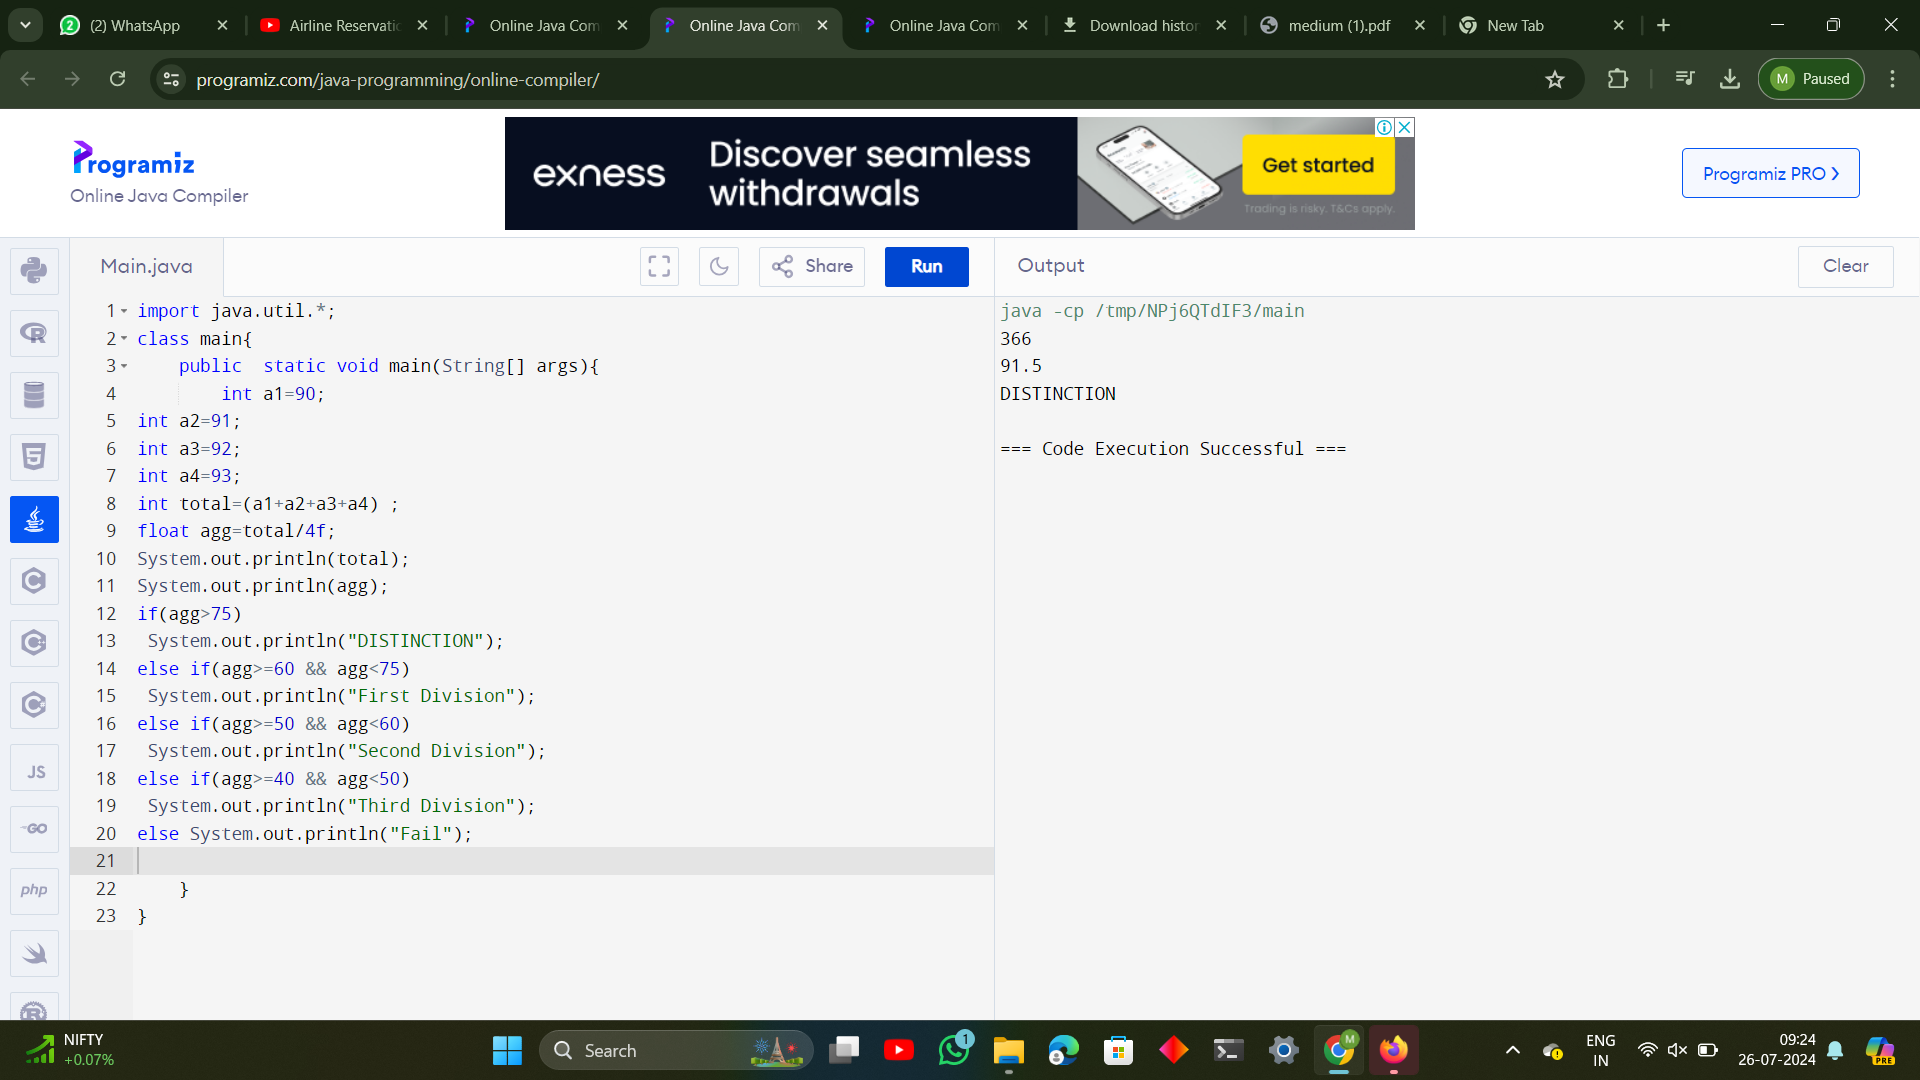 (2) WhatsApp
Airline Reservatic
Online Java Com
Online Java Com
Online Java Com
Download histor
medium (1).pdf
New Tab
programiz.com/java-programming/online-compiler/
M Paused
Programiz
Online Java Compiler
exness
Discover seamless
withdrawals
Get started
Trading is risky. T&Cs apply.
Programiz PRO
Main.java
Share
Run
Output
Clear
1 import java.util.*;
2 class main{
3 public  static void main(String[] args){
4 int a1=90;
5 int a2=91;
6 int a3=92;
7 int a4=93;
8 int total=(a1+a2+a3+a4) ;
9 float agg=total/4f;
10 System.out.println(total);
11 System.out.println(agg);
12 if(agg>75)
13 System.out.println("DISTINCTION");
14 else if(agg>=60 && agg<75)
15 System.out.println("First Division");
16 else if(agg>=50 && agg<60)
17 System.out.println("Second Division");
18 else if(agg>=40 && agg<50)
19 System.out.println("Third Division");
20 else System.out.println("Fail");
21
22 }
23 }
java -cp /tmp/NPj6QTdIF3/main
366
91.5
DISTINCTION
=== Code Execution Successful ===
R
5
C
C
C
JS
GO
php
R
NIFTY
+0.07%
Search
1
M
ENG
IN
09:24
26-07-2024
PRE